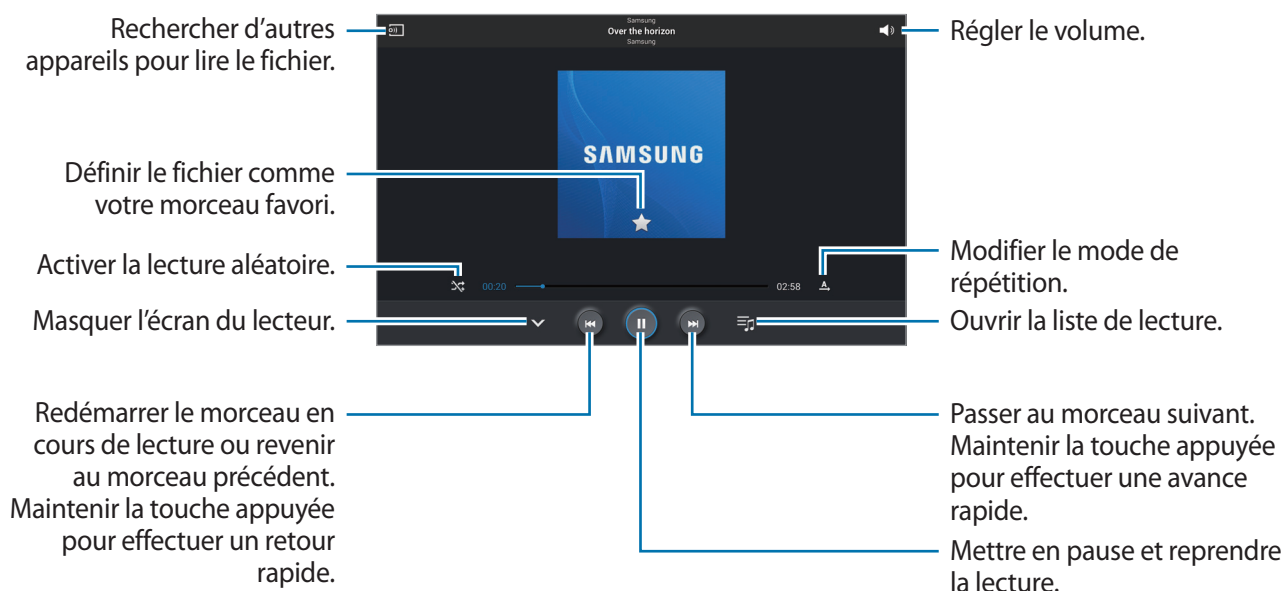 Rechercher d'autres
appareils pour lire le fichier.
Définir le fichier comme
votre morceau favori.
Activer la lecture aléatoire.
Masquer l'écran du lecteur.
Redémarrer le morceau en
cours de lecture ou revenir
au morceau précédent.
Maintenir la touche appuyée
pour effectuer un retour
rapide.
Samsung
Over the horizon
Samsung
SAMSUNG
00:20
02:58
A
Régler le volume.
Modifier le mode de
répétition.
Ouvrir la liste de lecture.
Passer au morceau suivant.
Maintenir la touche appuyée
pour effectuer une avance
rapide.
Mettre en pause et reprendre
la lecture.